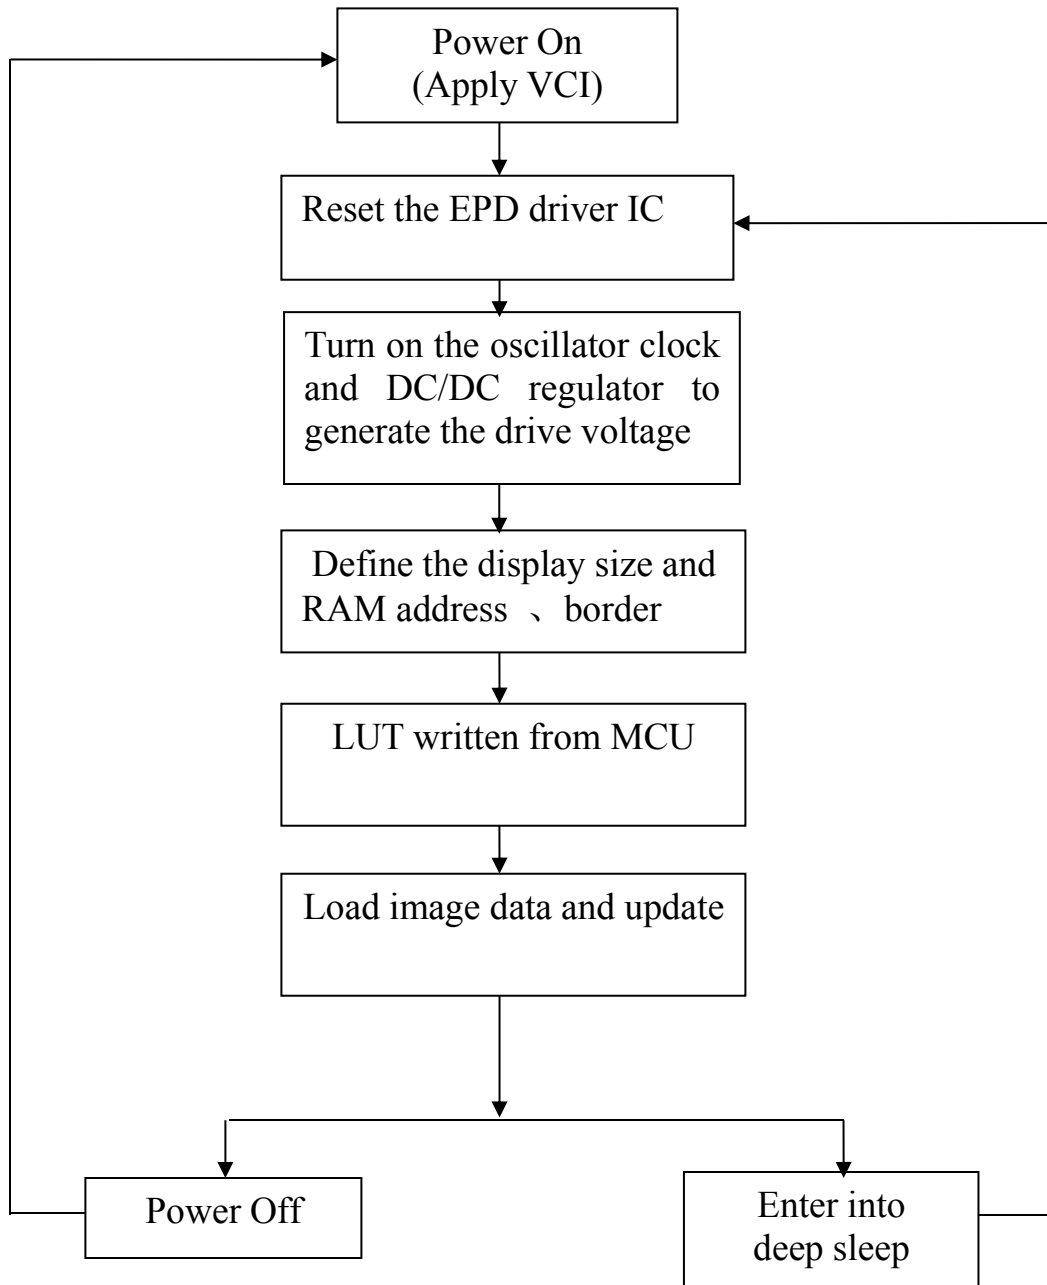 Power On
(Apply VCI)
Reset the EPD driver IC
Turn on the oscillator clock
and DC/DC regulator to
generate the drive voltage
Define the display size and
RAM address 、border
LUT written from MCU
Load image data and update
Power Off
Enter into
deep sleep